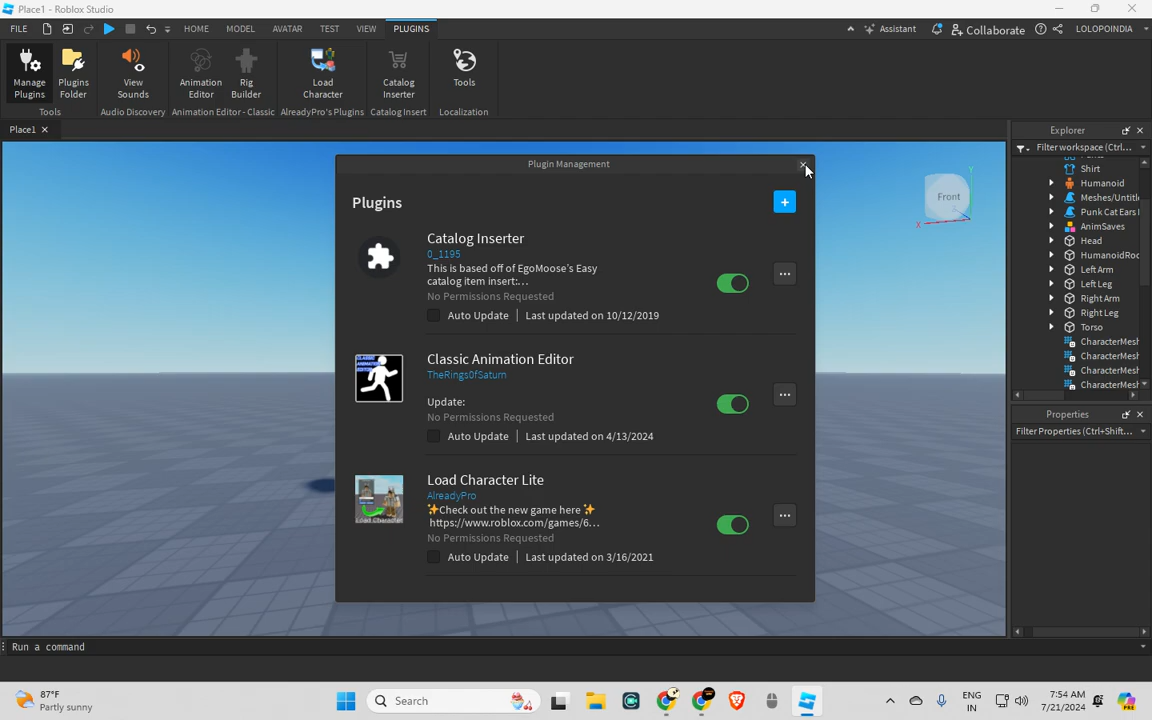 Place1 - Roblox Studio
FILE HOME MODEL AVATAR TEST VIEW PLUGINS Assistant Collaborate LOLOPOINDIA
Manage Plugins
Plugins Folder
View Sounds
Animation Editor
Rig Builder
Load Character
Catalog Inserter
Tools
Tools Audio Discovery Animation Editor - Classic AlreadyPro's Plugins Catalog Insert Localization
Place1
Plugin Management
Plugins
+
Catalog Inserter
0_1195
This is based off of EgoMoose's Easy
catalog item insert:...
No Permissions Requested
Auto Update | Last updated on 10/12/2019
CLASSIC
ANIMATION
EDITOR
Classic Animation Editor
TheRings0fSaturn
Update:
No Permissions Requested
Auto Update | Last updated on 4/13/2024
Load Character
Load Character Lite
AlreadyPro
✨Check out the new game here ✨
https://www.roblox.com/games/6...
No Permissions Requested
Auto Update | Last updated on 3/16/2021
Front
Y
X
Explorer
Filter workspace (Ctrl...
Shirt
Humanoid
Meshes/Untitl
Punk Cat Ears
AnimSaves
Head
HumanoidRoo
Left Arm
Left Leg
Right Arm
Right Leg
Torso
CharacterMesh
CharacterMesh
CharacterMesh
CharacterMesh
Properties
Filter Properties (Ctrl+Shift...
Run a command
87°F
Partly sunny
Search
ENG
IN
7:54 AM
7/21/2024
PRE